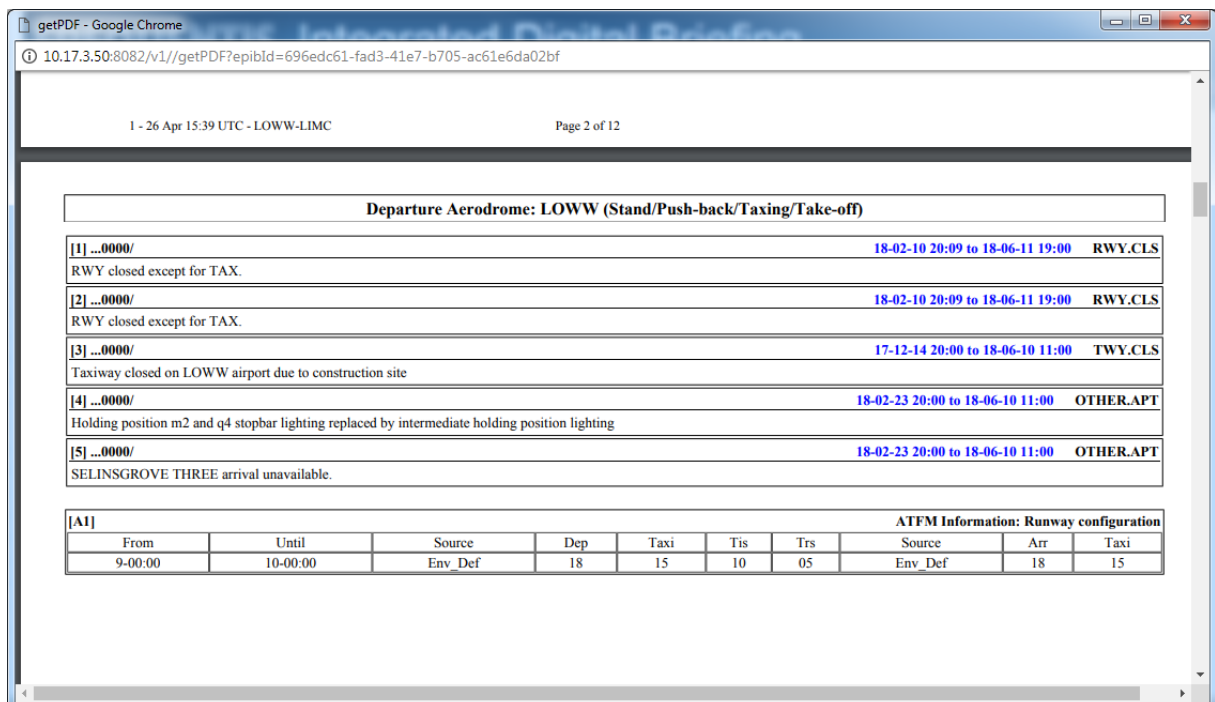 getPDF - Google Chrome
10.17.3.50:8082/v1//getPDF?epibId=696edc61-fad3-41e7-b705-ac61e6da02bf
1 - 26 Apr 15:39 UTC - LOWW-LIMC Page 2 of 12
Departure Aerodrome: LOWW (Stand/Push-back/Taxing/Take-off)
[1] ...0000/ 18-02-10 20:09 to 18-06-11 19:00 RWY.CLS
RWY closed except for TAX.
[2] ...0000/ 18-02-10 20:09 to 18-06-11 19:00 RWY.CLS
RWY closed except for TAX.
[3] ...0000/ 17-12-14 20:00 to 18-06-10 11:00 TWY.CLS
Taxiway closed on LOWW airport due to construction site
[4] ...0000/ 18-02-23 20:00 to 18-06-10 11:00 OTHER.APT
Holding position m2 and q4 stopbar lighting replaced by intermediate holding position lighting
[5] ...0000/ 18-02-23 20:00 to 18-06-10 11:00 OTHER.APT
SELINSGROVE THREE arrival unavailable.
[A1] ATFM Information: Runway configuration
From Until Source Dep Taxi Tis Trs Source Arr Taxi
9-00:00 10-00:00 Env_Def 18 15 10 05 Env_Def 18 15